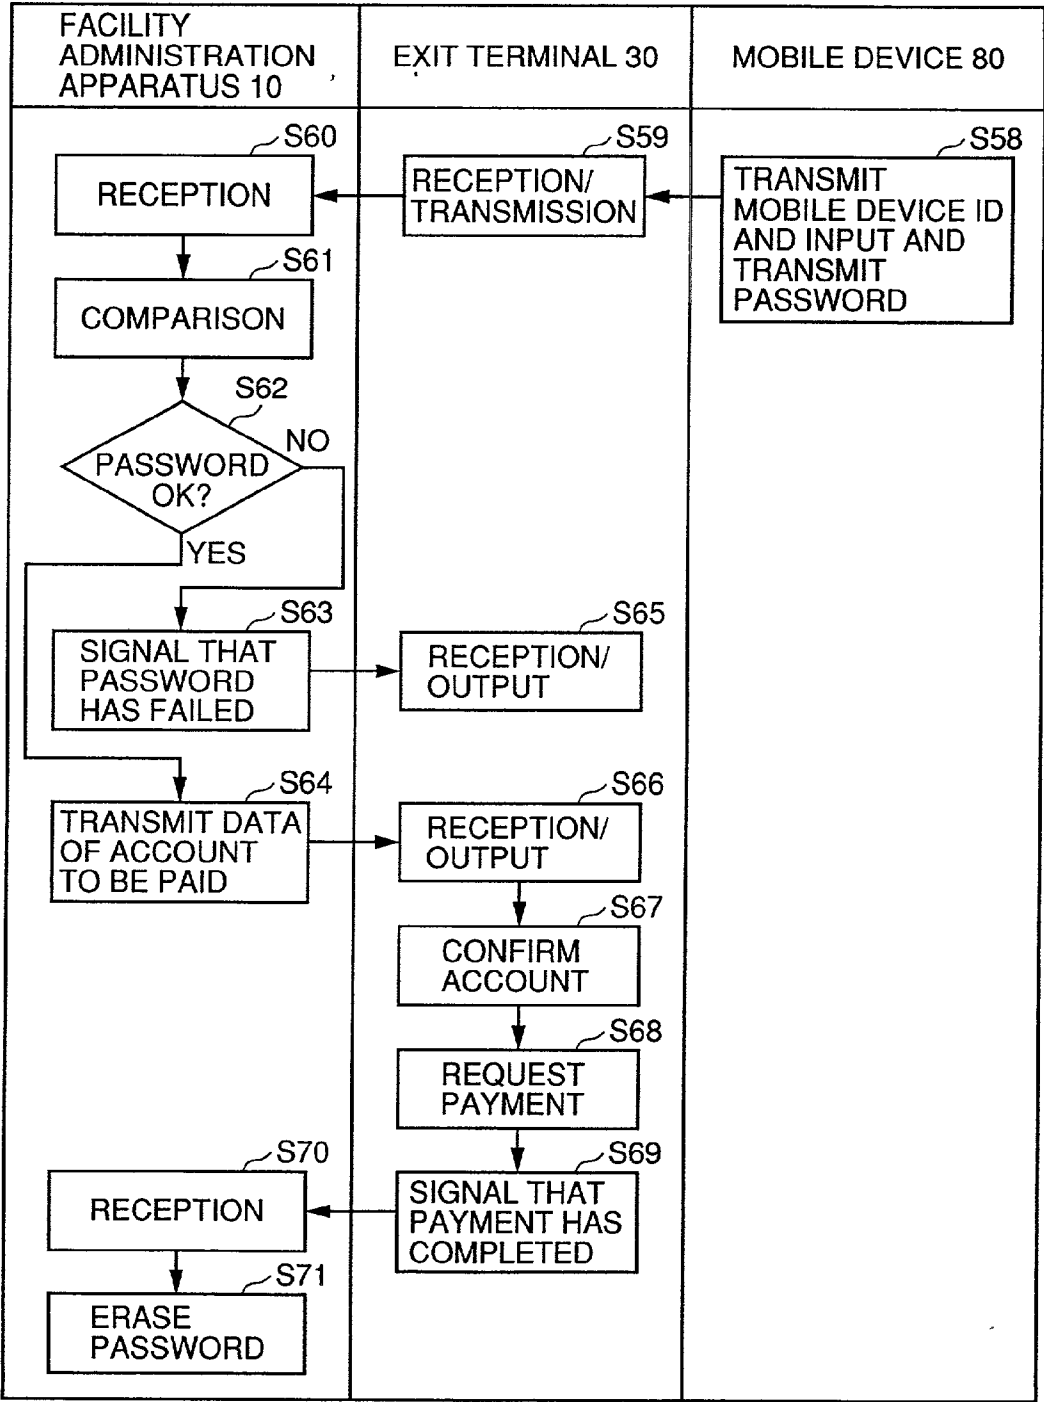 FACILITY
ADMINISTRATION
APPARATUS 10
EXIT TERMINAL 30
MOBILE DEVICE 80
S60
RECEPTION
S59
RECEPTION/
TRANSMISSION
S58
TRANSMIT
MOBILE DEVICE ID
AND INPUT AND
TRANSMIT
PASSWORD
S61
COMPARISON
S62
PASSWORD
OK?
NO
YES
S63
SIGNAL THAT
PASSWORD
HAS FAILED
S65
RECEPTION/
OUTPUT
S64
TRANSMIT DATA
OF ACCOUNT
TO BE PAID
S66
RECEPTION/
OUTPUT
S67
CONFIRM
ACCOUNT
S68
REQUEST
PAYMENT
S69
SIGNAL THAT
PAYMENT HAS
COMPLETED
S70
RECEPTION
S71
ERASE
PASSWORD